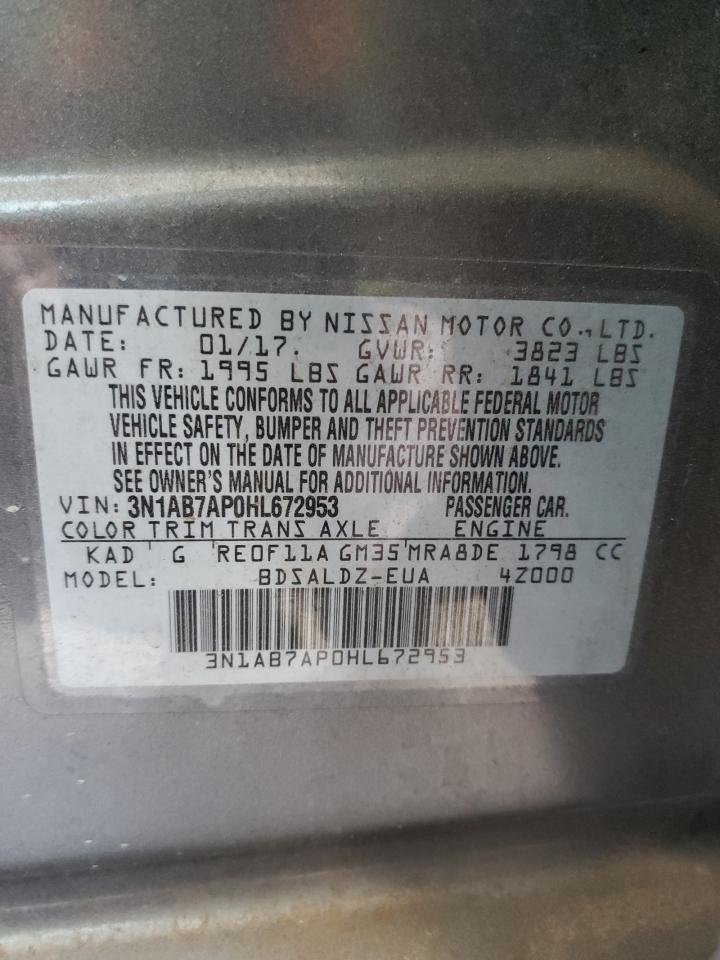 MANUFACTURED BY NISSAN MOTOR CO.,LTD.
DATE: 01/17. GVWR: 3823 LBS
GAWR FR: 1995 LBS GAWR RR: 1841 LBS
THIS VEHICLE CONFORMS TO ALL APPLICABLE FEDERAL MOTOR
VEHICLE SAFETY, BUMPER AND THEFT PREVENTION STANDARDS
IN EFFECT ON THE DATE OF MANUFACTURE SHOWN ABOVE.
SEE OWNER'S MANUAL FOR ADDITIONAL INFORMATION.
VIN: 3N1AB7AP0HL672953 PASSENGER CAR.
COLOR TRIM TRANS AXLE ENGINE
KAD G RE0F11A GM35 MRA8DE 1798 CC
MODEL: BDSALDZ-EUA 4Z000
3N1AB7AP0HL672953